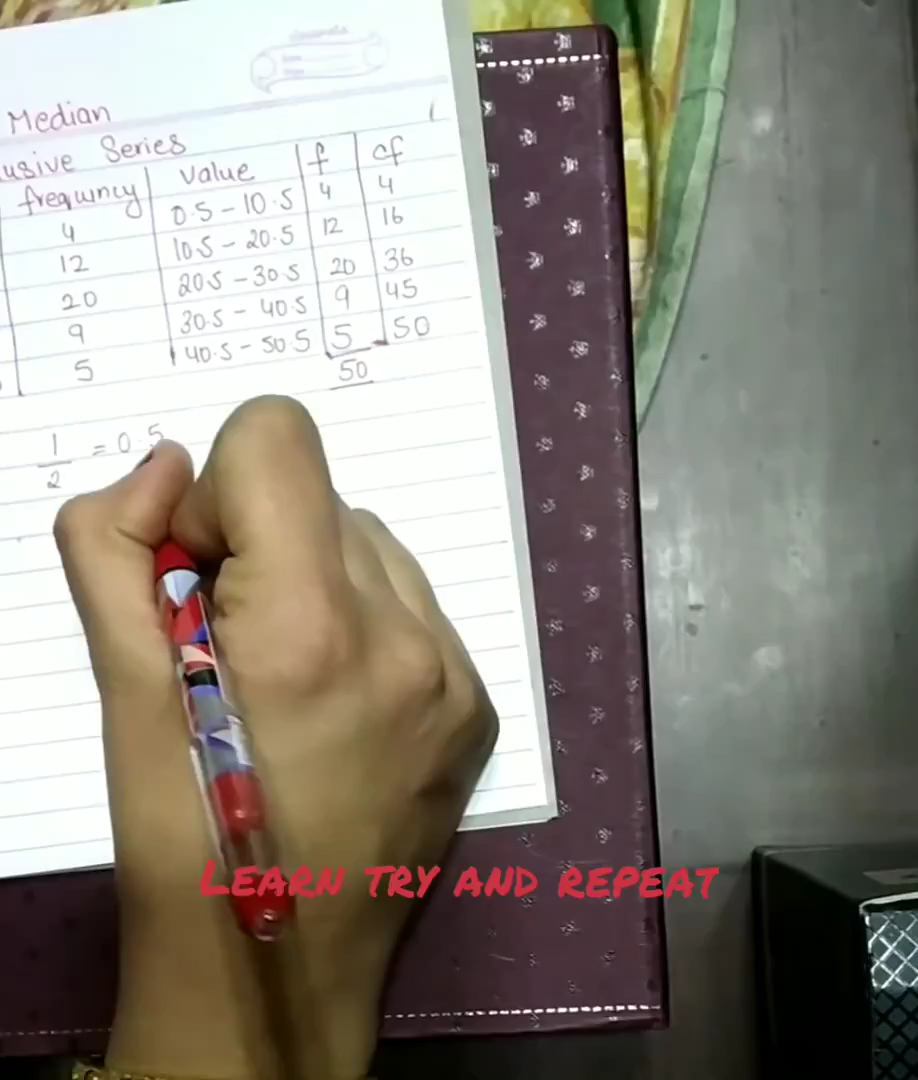 Median
usive Series
frequncy value f cf
4 0.5-10.5 4 4
12 10.5-20.5 12 16
20 20.5-30.5 20 36
9 30.5-40.5 9 45
5 40.5-50.5 5 50
50
1/2 = 0.5
LEARN TRY AND REPEAT